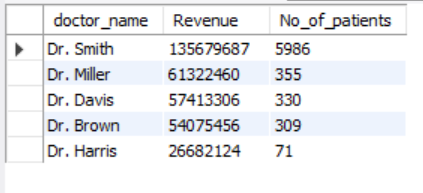 doctor_name Revenue No_of_patients
Dr. Smith 135679687 5986
Dr. Miller 61322460 355
Dr. Davis 57413306 330
Dr. Brown 54075456 309
Dr. Harris 26682124 71